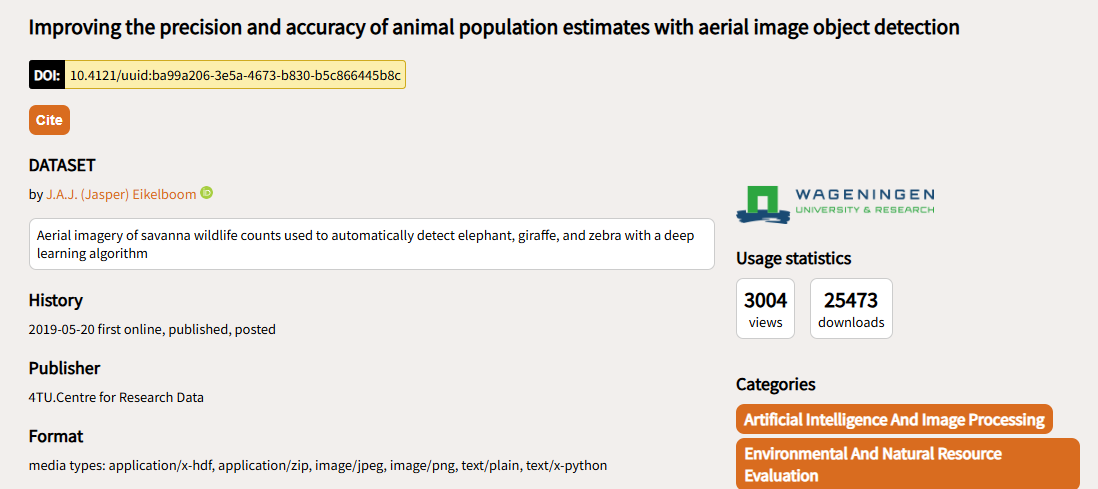 Improving the precision and accuracy of animal population estimates with aerial image object detection
DOI: 10.4121/uuid:ba99a206-3e5a-4673-b830-b5c866445b8c
Cite
DATASET
by J.A.J. (Jasper) Eikelboom iD
Aerial imagery of savanna wildlife counts used to automatically detect elephant, giraffe, and zebra with a deep
learning algorithm
History
2019-05-20 first online, published, posted
Publisher
4TU.Centre for Research Data
Format
media types: application/x-hdf, application/zip, image/jpeg, image/png, text/plain, text/x-python
WAGENINGEN
UNIVERSITY & RESEARCH
Usage statistics
3004
views
25473
downloads
Categories
Artificial Intelligence And Image Processing
Environmental And Natural Resource
Evaluation